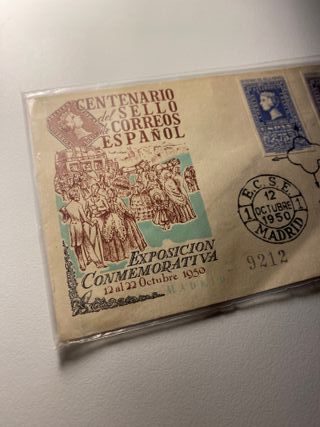 CENTENARIO
del SELLO
de CORREOS
ESPAÑOL
EXPOSICION
CONMEMORATIVA
12 al 22 Octubre 1950
MADRID
E.C.S.E.
1 12 1
OCTUBRE
1950
MADRID
9212